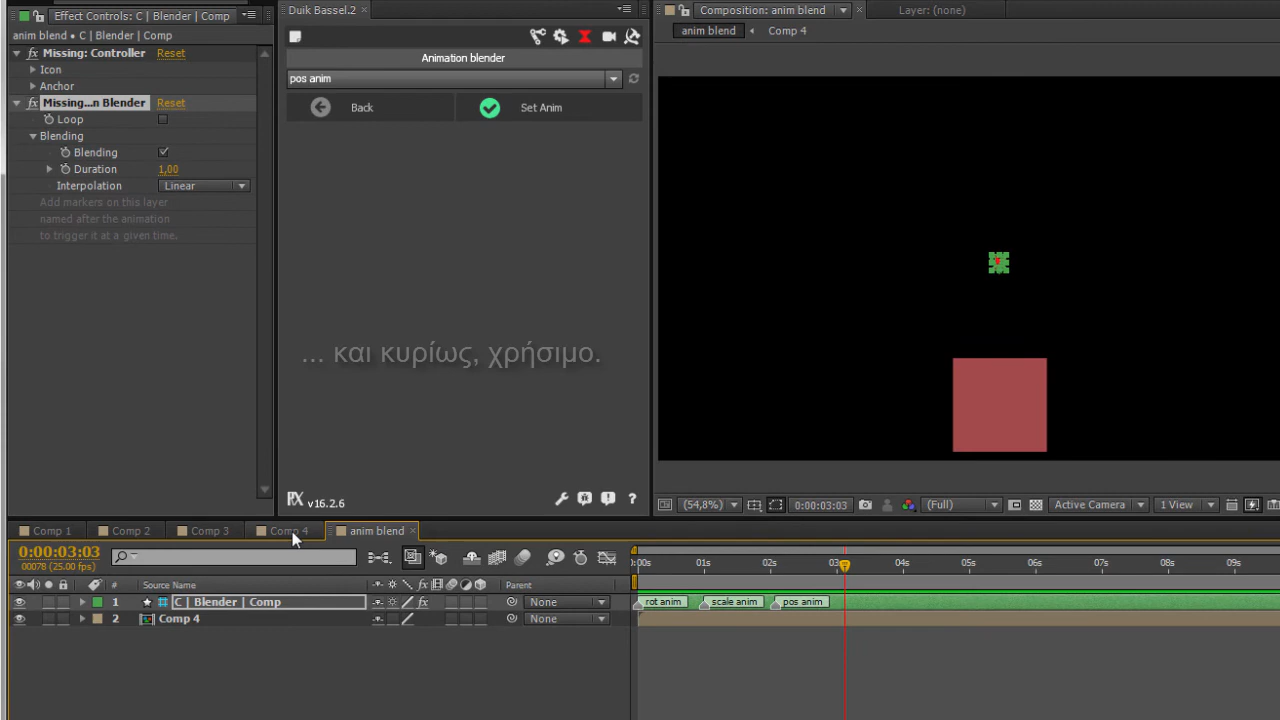 Effect Controls: C | Blender | Comp
anim blend • C | Blender | Comp
fx Missing: Controller Reset
Icon
Anchor
fx Missing...n Blender Reset
Loop
Blending
Blending
Duration 1,00
Interpolation Linear
Add markers on this layer
named after the animation
to trigger it at a given time.
Duik Bassel.2
Animation blender
pos anim
Back Set Anim
... και κυρίως, χρήσιμο.
v16.2.6
?
Composition: anim blend Layer: (none)
anim blend Comp 4
(54,8%) 0:00:03:03 (Full) Active Camera 1 View
Comp 1 Comp 2 Comp 3 Comp 4 anim blend
0:00:03:03
00078 (25.00 fps)
# Source Name fx Parent
1 C | Blender | Comp fx None
2 Comp 4 None
:00s 01s 02s 03s 04s 05s 06s 07s 08s 09s
rot anim scale anim pos anim